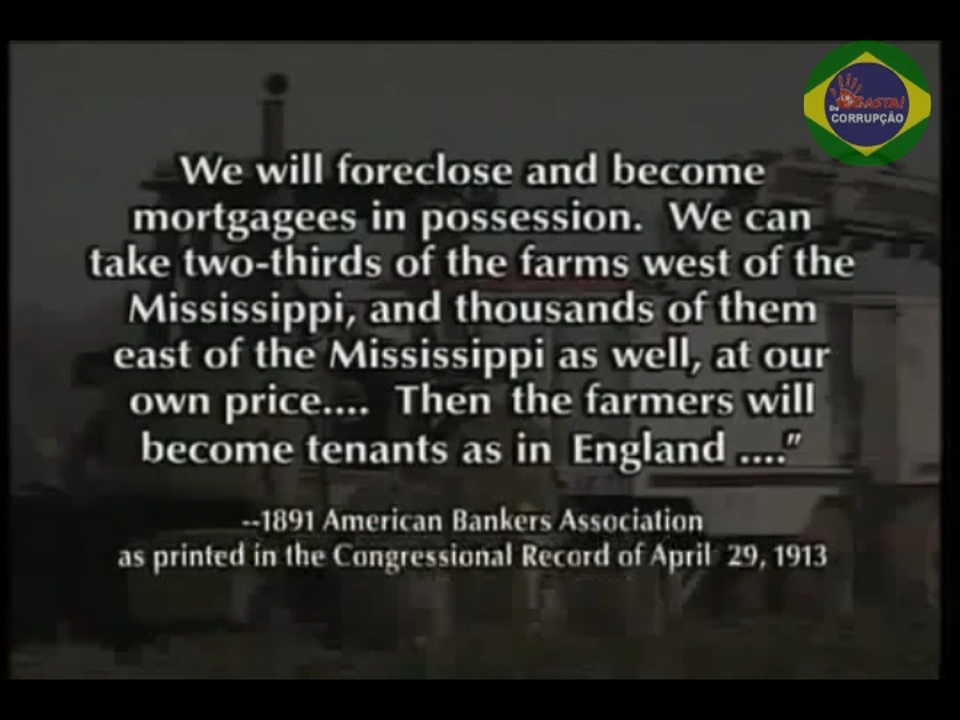 BASTA!
Da
CORRUPÇÃO
We will foreclose and become
mortgagees in possession. We can
take two-thirds of the farms west of the
Mississippi, and thousands of them
east of the Mississippi as well, at our
own price.... Then the farmers will
become tenants as in England ...."
--1891 American Bankers Association
as printed in the Congressional Record of April 29, 1913